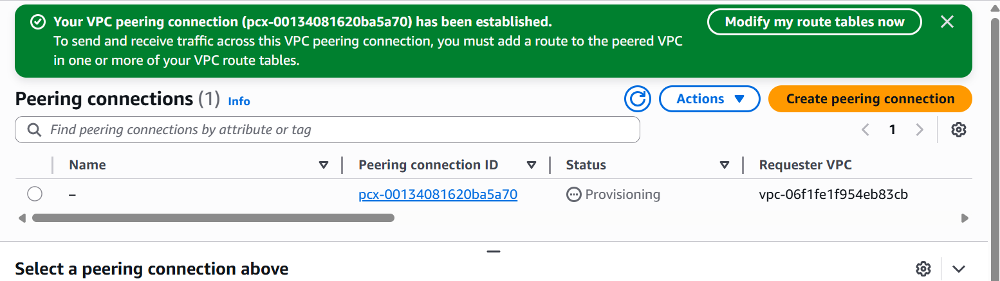 Your VPC peering connection (pcx-00134081620ba5a70) has been established.
To send and receive traffic across this VPC peering connection, you must add a route to the peered VPC
in one or more of your VPC route tables.
Modify my route tables now
Peering connections (1) Info
Actions
Create peering connection
Find peering connections by attribute or tag
1
Name Peering connection ID Status Requester VPC
– pcx-00134081620ba5a70 Provisioning vpc-06f1fe1f954eb83cb
Select a peering connection above